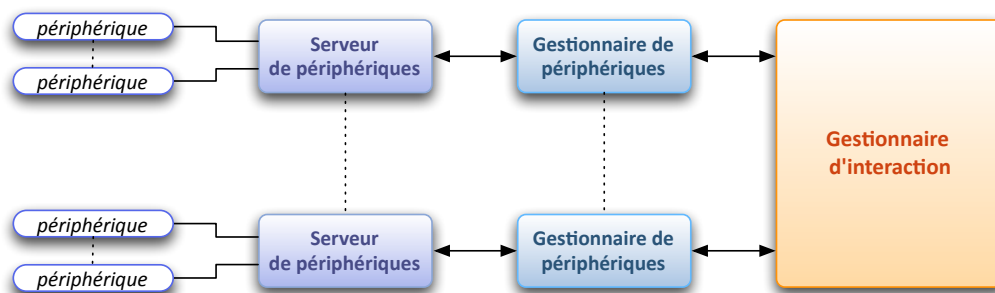 périphérique
périphérique
Serveur
de périphériques
Gestionnaire de
périphériques
Gestionnaire
d'interaction
périphérique
périphérique
Serveur
de périphériques
Gestionnaire de
périphériques